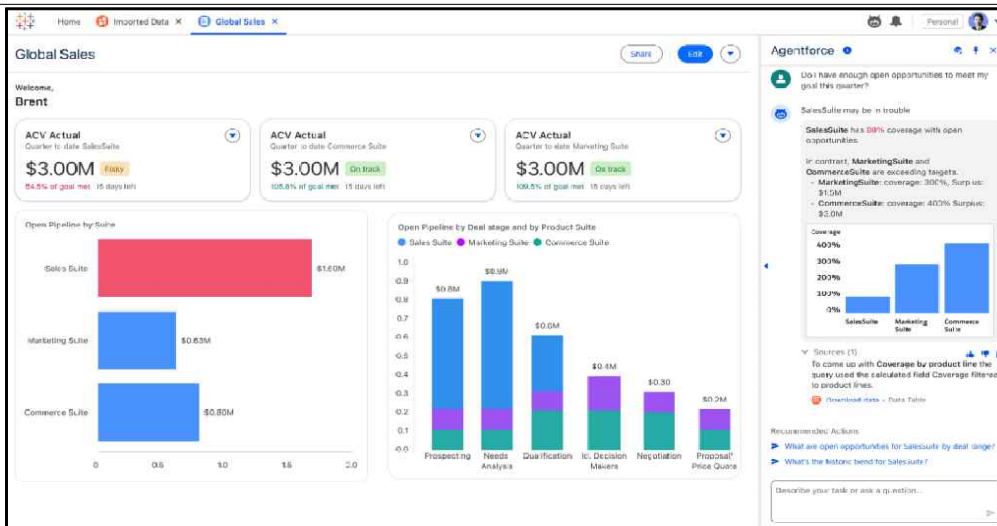 Home
Imported Data ×
Global Sales ×
Personal
Global Sales
Share
Edit
Welcome,
Brent
ACV Actual
Quarter to date SalesSuite
$3.00M Risky
84.5% of goal met 15 days left
ACV Actual
Quarter to date Commerce Suite
$3.00M On track
105.8% of goal met 15 days left
ACV Actual
Quarter to date Marketing Suite
$3.00M On track
109.5% of goal met 15 days left
Open Pipeline by Suite
Sales Suite
$1.60M
Marketing Suite
$0.63M
Commerce Suite
$0.80M
0 0.5 1.0 1.5 2.0
Open Pipeline by Deal stage and by Product Suite
Sales Suite Marketing Suite Commerce Suite
1.0
0.9
0.8
0.7
0.6
0.5
0.4
0.3
0.2
0.1
0.0
$0.8M
$0.9M
$0.6M
$0.4M
$0.30
$0.2M
Prospecting
Needs
Analysis
Qualification
Decision
Makers
Negotiation
Proposal/
Price Quote
Agentforce
Do I have enough open opportunities to meet my
goal this quarter?
SalesSuite may be in trouble
SalesSuite has coverage with open
opportunities.
In contract, MarketingSuite and
CommerceSuite are exceeding targets.
- MarketingSuite: coverage: 300%, Surplus:
$1.5M
- CommerceSuite: coverage: 400% Surplus:
$3.0M
Coverage
400%
300%
200%
100%
0%
SalesSuite
Marketing
Suite
Commerce
Suite
Sources (1)
To come up with Coverage by product line the
query used the calculated field Coverage filtered
to product lines.
Download data - Data Table
Recommended Actions
What are open opportunities for SalesSuite by deal range?
What's the historic trend for SalesSuite?
Describe your task or ask a question...